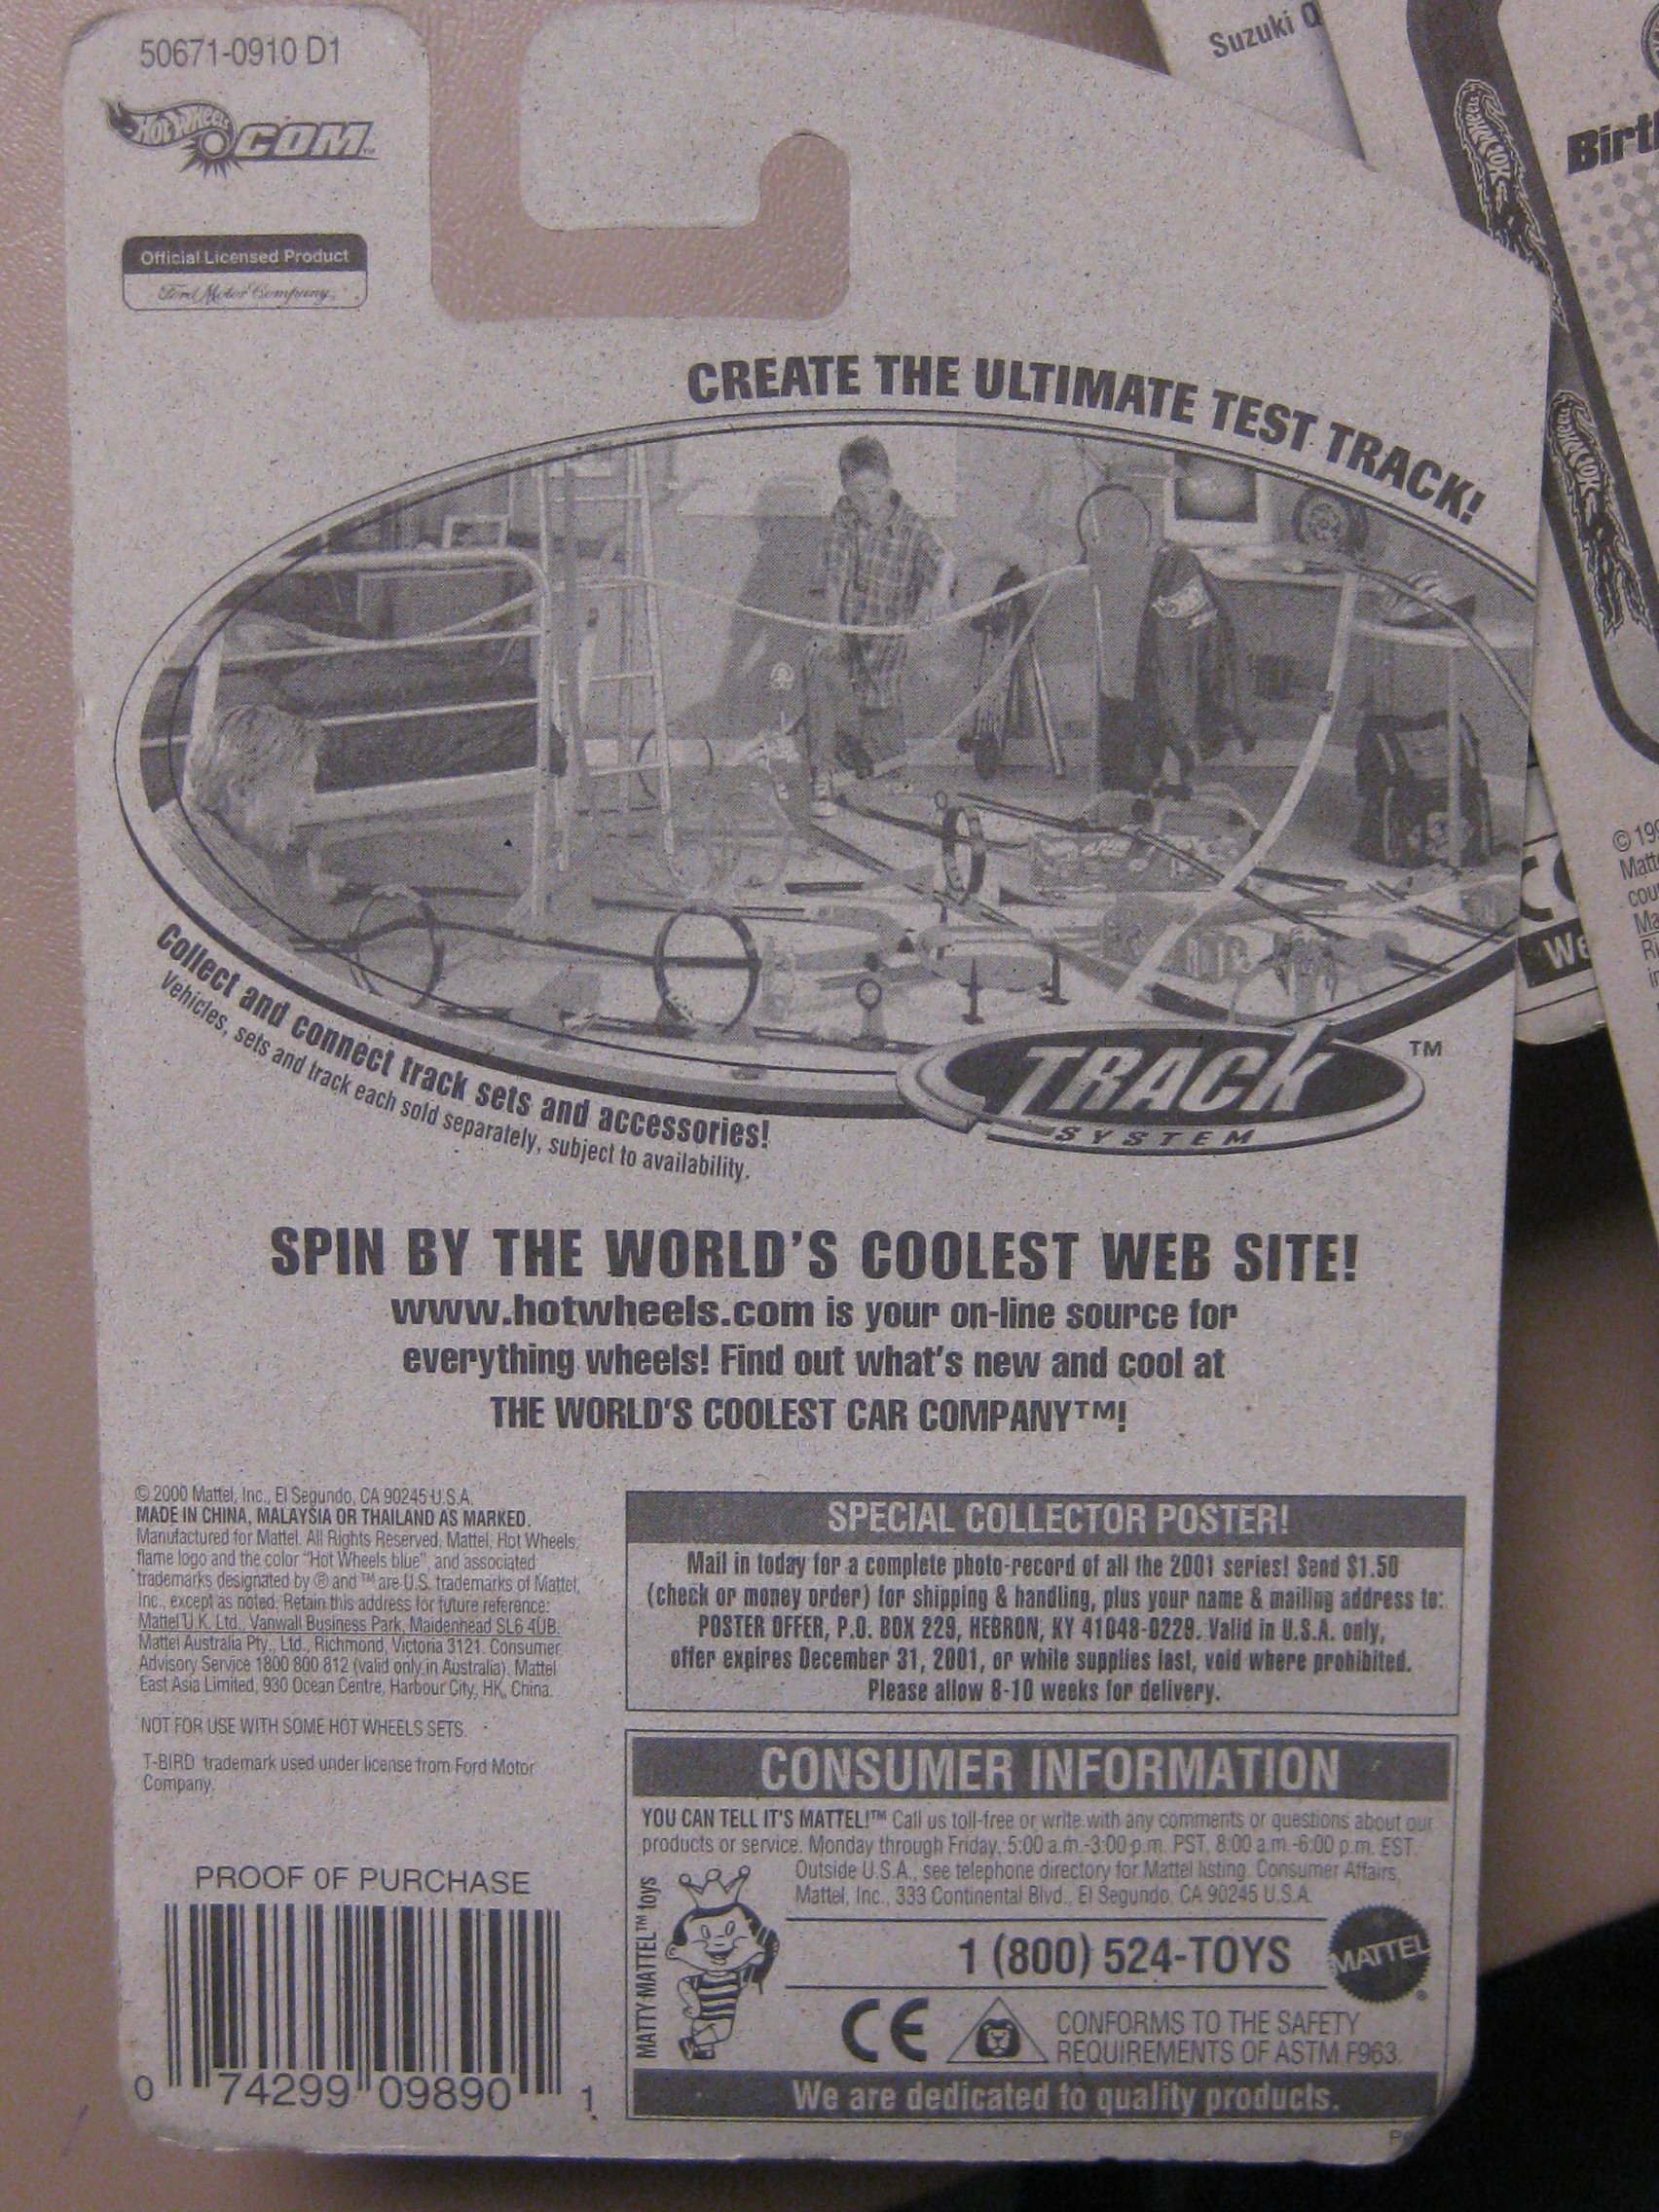 50671-0910 D1
Hot Wheels .COM™
Official Licensed Product
Ford Motor Company
CREATE THE ULTIMATE TEST TRACK!
Collect and connect track sets and accessories!
Vehicles, sets and track each sold separately, subject to availability.
TRACK TM
SYSTEM
SPIN BY THE WORLD'S COOLEST WEB SITE!
www.hotwheels.com is your on-line source for
everything wheels! Find out what's new and cool at
THE WORLD'S COOLEST CAR COMPANY™!
© 2000 Mattel, Inc., El Segundo, CA 90245 U.S.A.
MADE IN CHINA, MALAYSIA OR THAILAND AS MARKED.
Manufactured for Mattel. All Rights Reserved. Mattel, Hot Wheels,
flame logo and the color "Hot Wheels blue", and associated
trademarks designated by ® and ™ are U.S. trademarks of Mattel,
Inc., except as noted. Retain this address for future reference:
Mattel U.K. Ltd., Vanwall Business Park, Maidenhead SL6 4UB.
Mattel Australia Pty., Ltd., Richmond, Victoria 3121. Consumer
Advisory Service 1800 800 812 (valid only in Australia). Mattel
East Asia Limited, 930 Ocean Centre, Harbour City, HK, China.
NOT FOR USE WITH SOME HOT WHEELS SETS.
T-BIRD trademark used under license from Ford Motor
Company.
PROOF OF PURCHASE
0 74299 09890 1
SPECIAL COLLECTOR POSTER!
Mail in today for a complete photo-record of all the 2001 series! Send $1.50
(check or money order) for shipping & handling, plus your name & mailing address to:
POSTER OFFER, P.O. BOX 229, HEBRON, KY 41048-0229. Valid in U.S.A. only,
offer expires December 31, 2001, or while supplies last, void where prohibited.
Please allow 8-10 weeks for delivery.
CONSUMER INFORMATION
YOU CAN TELL IT'S MATTEL!™ Call us toll-free or write with any comments or questions about our
products or service. Monday through Friday, 5:00 a.m.-3:00 p.m. PST, 8:00 a.m.-6:00 p.m. EST.
Outside U.S.A., see telephone directory for Mattel listing. Consumer Affairs,
Mattel, Inc., 333 Continental Blvd., El Segundo, CA 90245 U.S.A.
MATTY MATTEL™ toys
1 (800) 524-TOYS
MATTEL
CE
CONFORMS TO THE SAFETY
REQUIREMENTS OF ASTM F963.
We are dedicated to quality products.
Suzuki
Hot Wheels
Hot Wheels
We